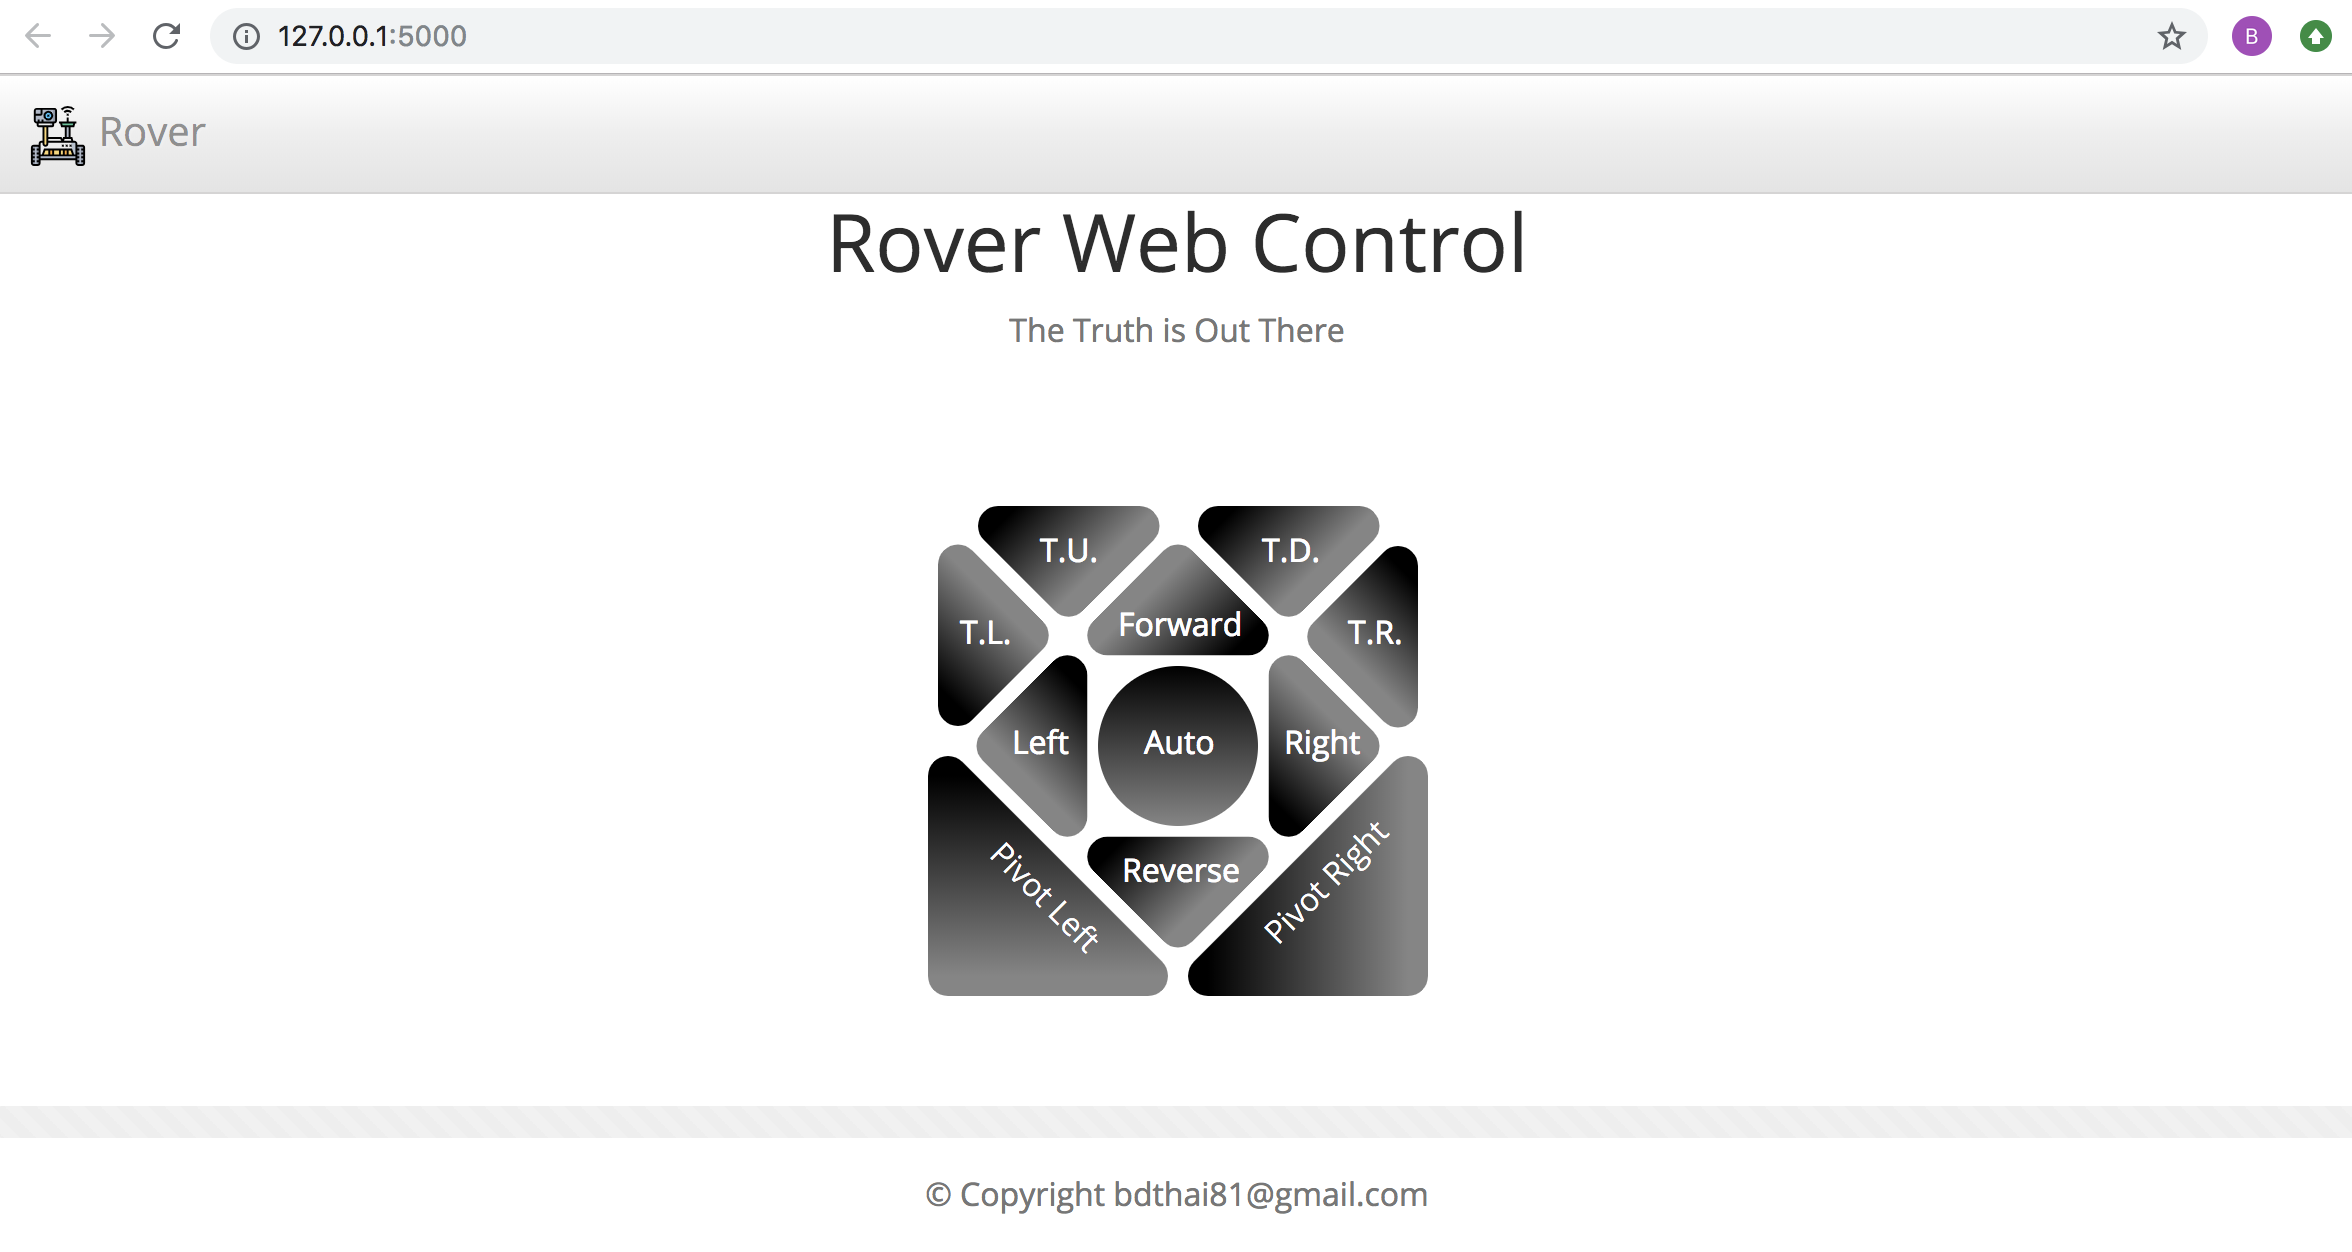 127.0.0.1:5000
B
Rover
Rover Web Control
The Truth is Out There
T.U.
T.D.
T.L.
Forward
T.R.
Left
Auto
Right
Pivot Left
Reverse
Pivot Right
© Copyright bdthai81@gmail.com